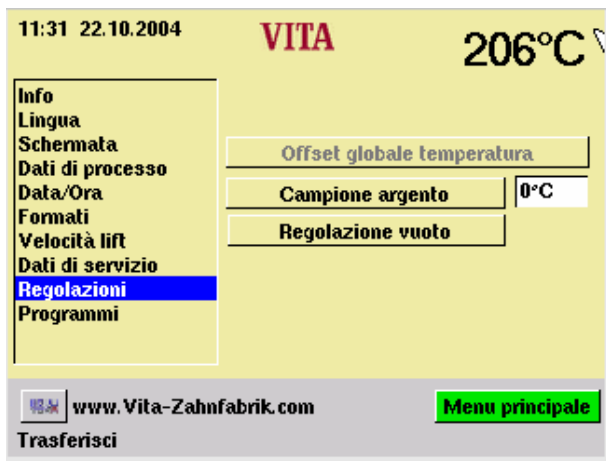 11:31 22.10.2004
VITA
206°C
Info
Lingua
Schermata
Dati di processo
Data/Ora
Formati
Velocità lift
Dati di servizio
Regolazioni
Programmi
Offset globale temperatura
Campione argento
0°C
Regolazione vuoto
www.Vita-Zahnfabrik.com
Menu principale
Trasferisci